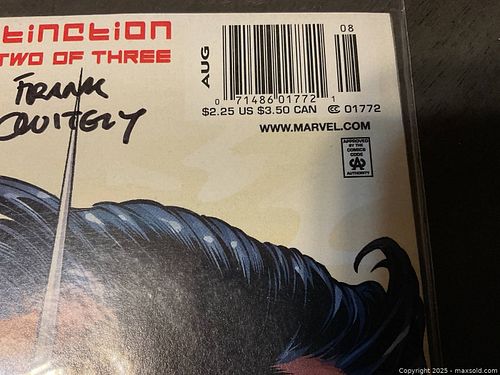 tinction
TWO OF THREE
FRANK
QUITELY
AUG
08
0 71486 01772 1
$2.25 US $3.50 CAN CC 01772
WWW.MARVEL.COM
APPROVED
BY THE
COMICS
CODE
CA
AUTHORITY
Copyright 2025 - maxsold.com